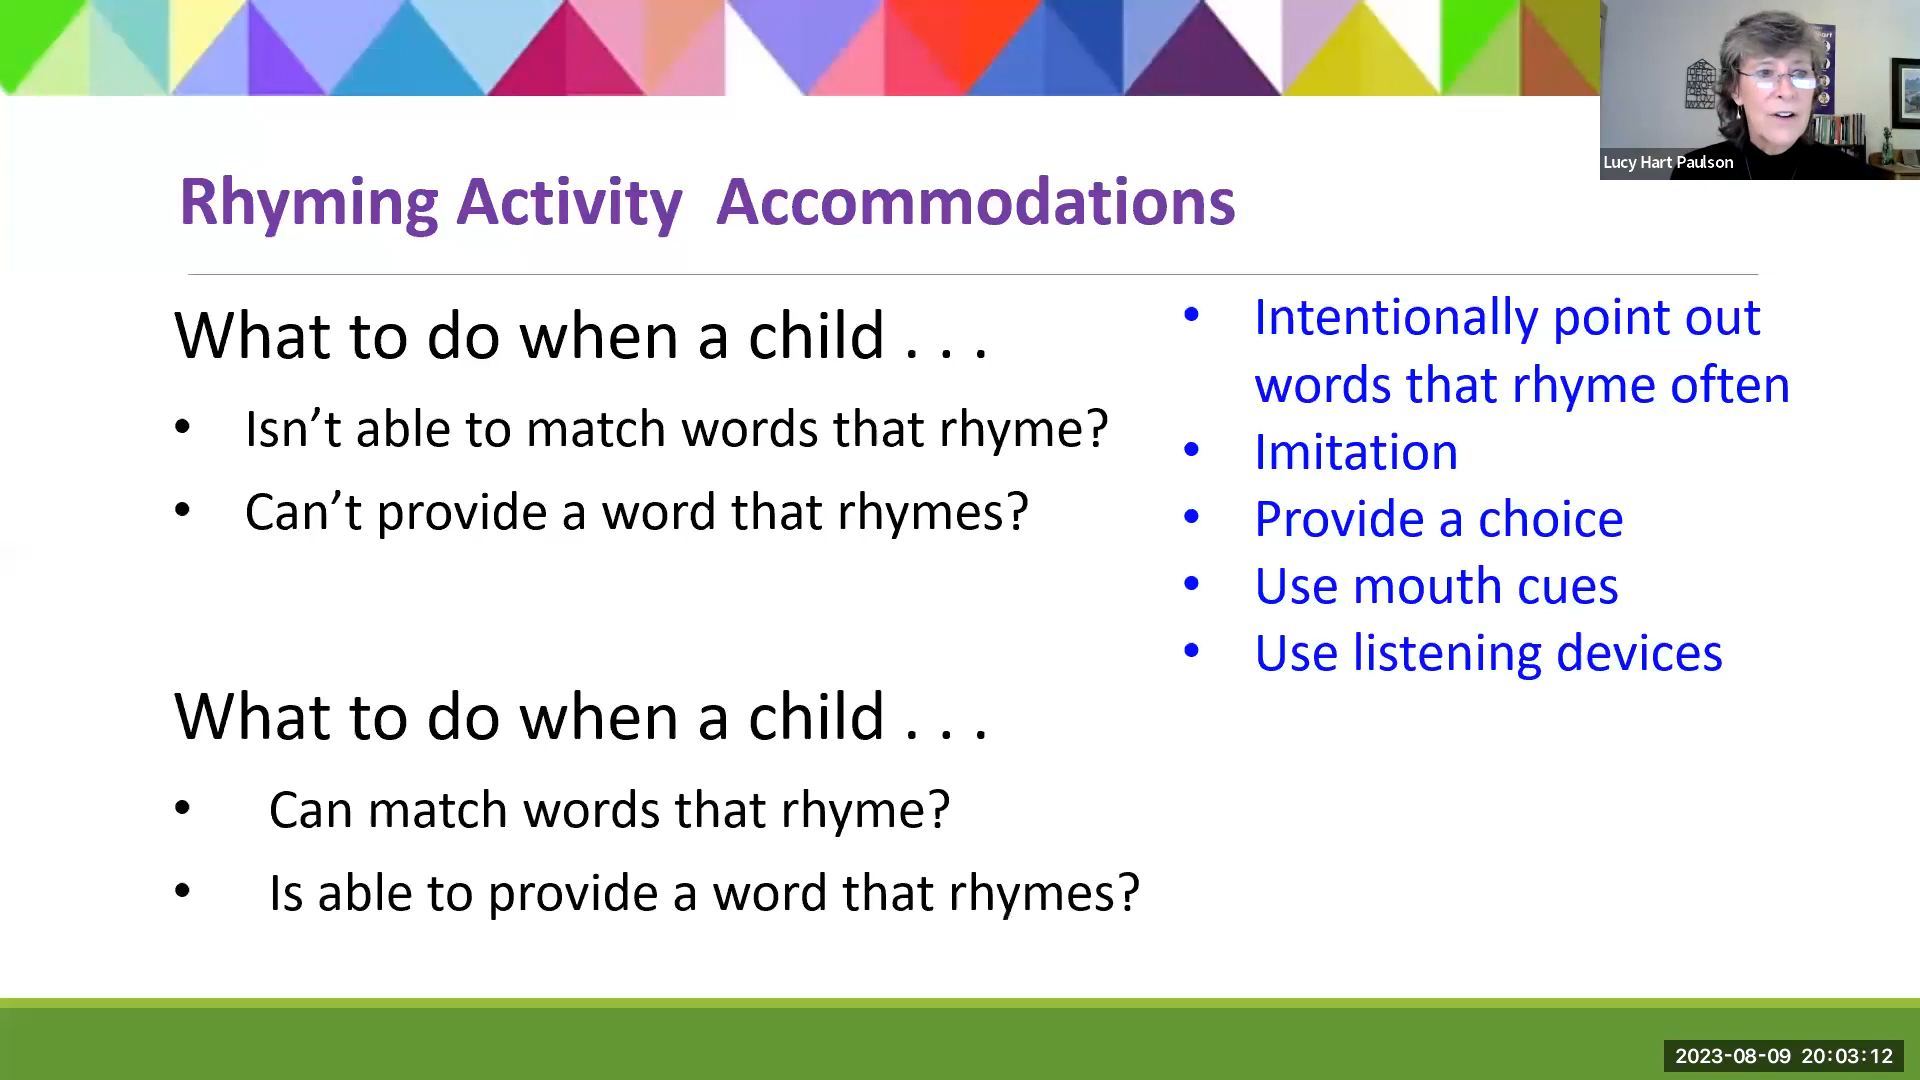 Lucy Hart Paulson
Rhyming Activity  Accommodations
What to do when a child . . .
• Isn’t able to match words that rhyme?
• Can’t provide a word that rhymes?
What to do when a child . . .
• Can match words that rhyme?
• Is able to provide a word that rhymes?
• Intentionally point out
words that rhyme often
• Imitation
• Provide a choice
• Use mouth cues
• Use listening devices
2023-08-09 20:03:12